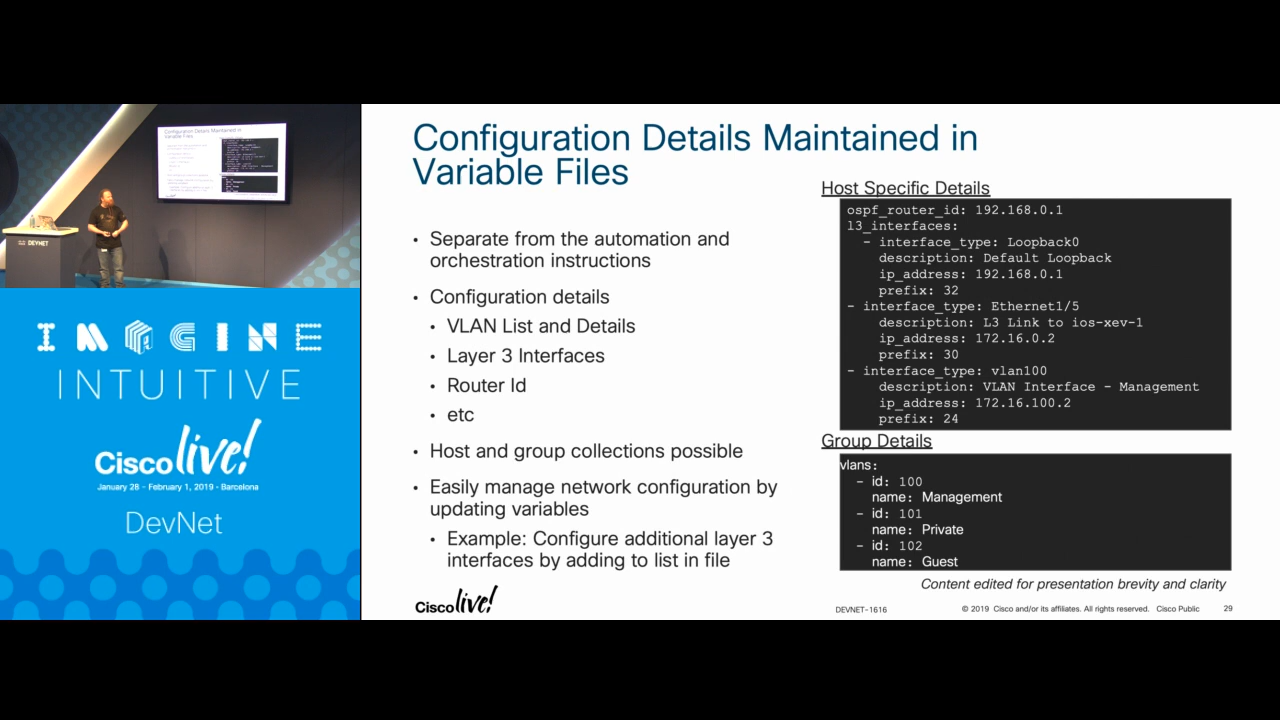 Configuration Details Maintained in
Variable Files
• Separate from the automation and
orchestration instructions
• Configuration details
• VLAN List and Details
• Layer 3 Interfaces
• Router Id
• etc
• Host and group collections possible
• Easily manage network configuration by
updating variables
• Example: Configure additional layer 3
interfaces by adding to list in file
Host Specific Details
ospf_router_id: 192.168.0.1
l3_interfaces:
- interface_type: Loopback0
description: Default Loopback
ip_address: 192.168.0.1
prefix: 32
- interface_type: Ethernet1/5
description: L3 Link to ios-xev-1
ip_address: 172.16.0.2
prefix: 30
- interface_type: vlan100
description: VLAN Interface - Management
ip_address: 172.16.100.2
prefix: 24
Group Details
vlans:
- id: 100
name: Management
- id: 101
name: Private
- id: 102
name: Guest
Content edited for presentation brevity and clarity
Cisco live!
DEVNET-1616
© 2019 Cisco and/or its affiliates. All rights reserved. Cisco Public
29
Configuration Details Maintained in
Variable Files
DEVNET
IMAGINE
INTUITIVE
Cisco live!
January 28 - February 1, 2019 · Barcelona
DevNet